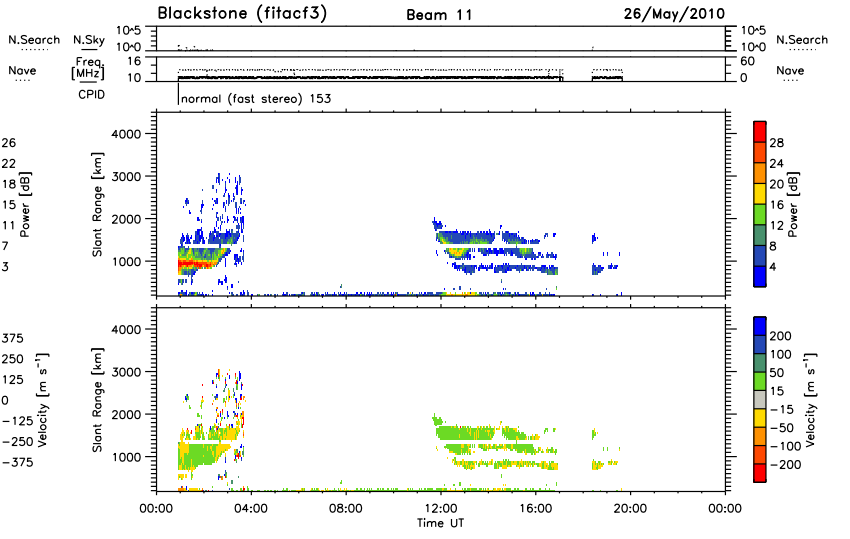 Blackstone (fitacf3) Beam 11 26/May/2010
N.Search N.Sky 10^5 10^0 10^5 10^0 N.Search
Nave Freq. [MHz] 16 10 60 0 Nave
CPID normal (fast stereo) 153
Slant Range [km] 4000 3000 2000 1000
Power [dB] 26 22 18 15 11 7 3
Power [dB] 28 24 20 16 12 8 4
Slant Range [km] 4000 3000 2000 1000
Velocity [m s^-1] 375 250 125 0 -125 -250 -375
Velocity [m s^-1] 200 100 50 15 -15 -50 -100 -200
00:00 04:00 08:00 12:00 16:00 20:00 00:00
Time UT